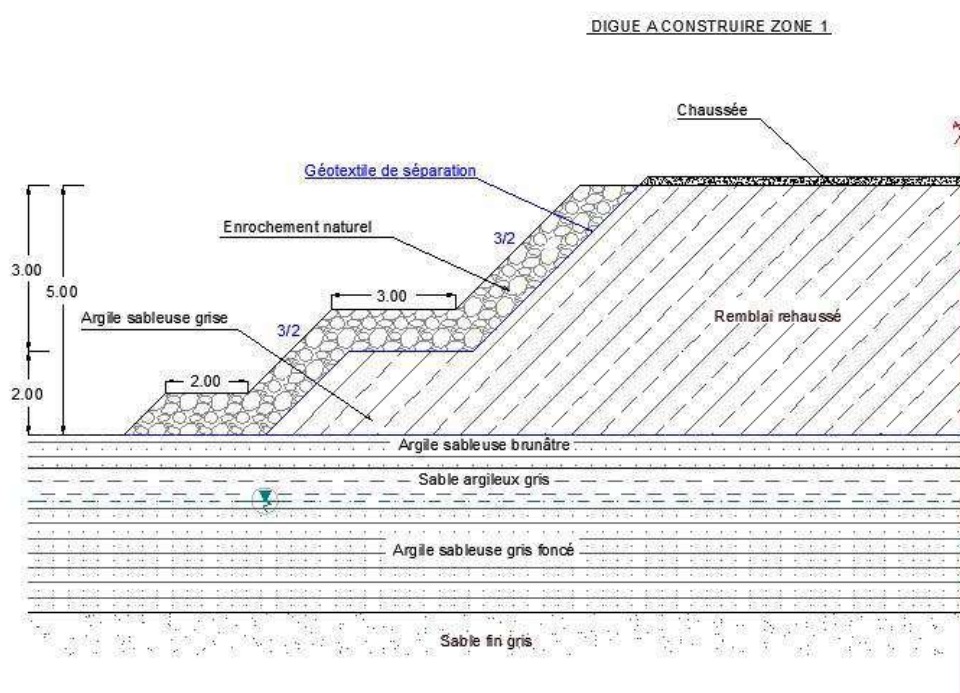 DIGUE A CONSTRUIRE ZONE 1
Chaussée
Géotextile de séparation
Enrochement naturel
3/2
3.00
5.00
3.00
Argile sableuse grise
3/2
Remblai rehaussé
2.00
2.00
Argile sableuse brunâtre
Sable argileux gris
Argile sableuse gris foncé
Sable fin gris